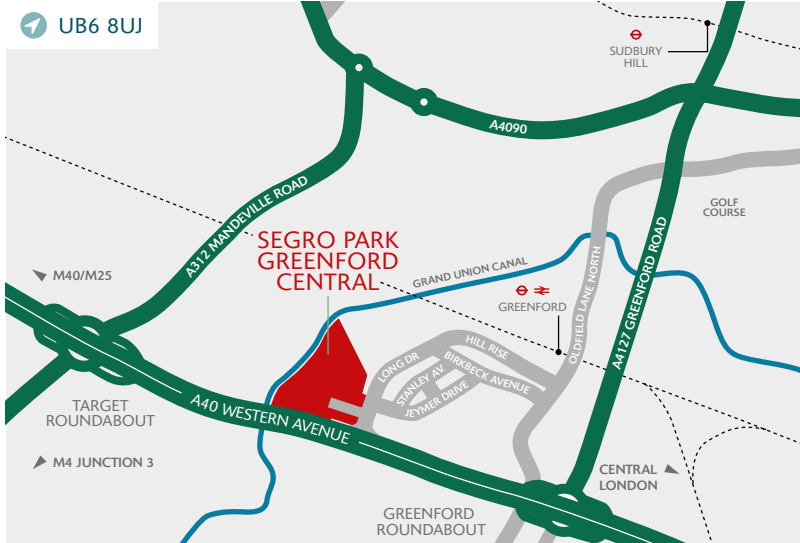 UB6 8UJ
SUDBURY
HILL
A4090
GOLF
COURSE
A312 MANDEVILLE ROAD
SEGRO PARK
GREENFORD
CENTRAL
GRAND UNION CANAL
M40/M25
GREENFORD
OLDFIELD LANE NORTH
A4127 GREENFORD ROAD
HILL RISE
LONG DR
BIRKBECK AVENUE
STANLEY AV.
JEYMER DRIVE
TARGET
ROUNDABOUT
A40 WESTERN AVENUE
M4 JUNCTION 3
CENTRAL
LONDON
GREENFORD
ROUNDABOUT